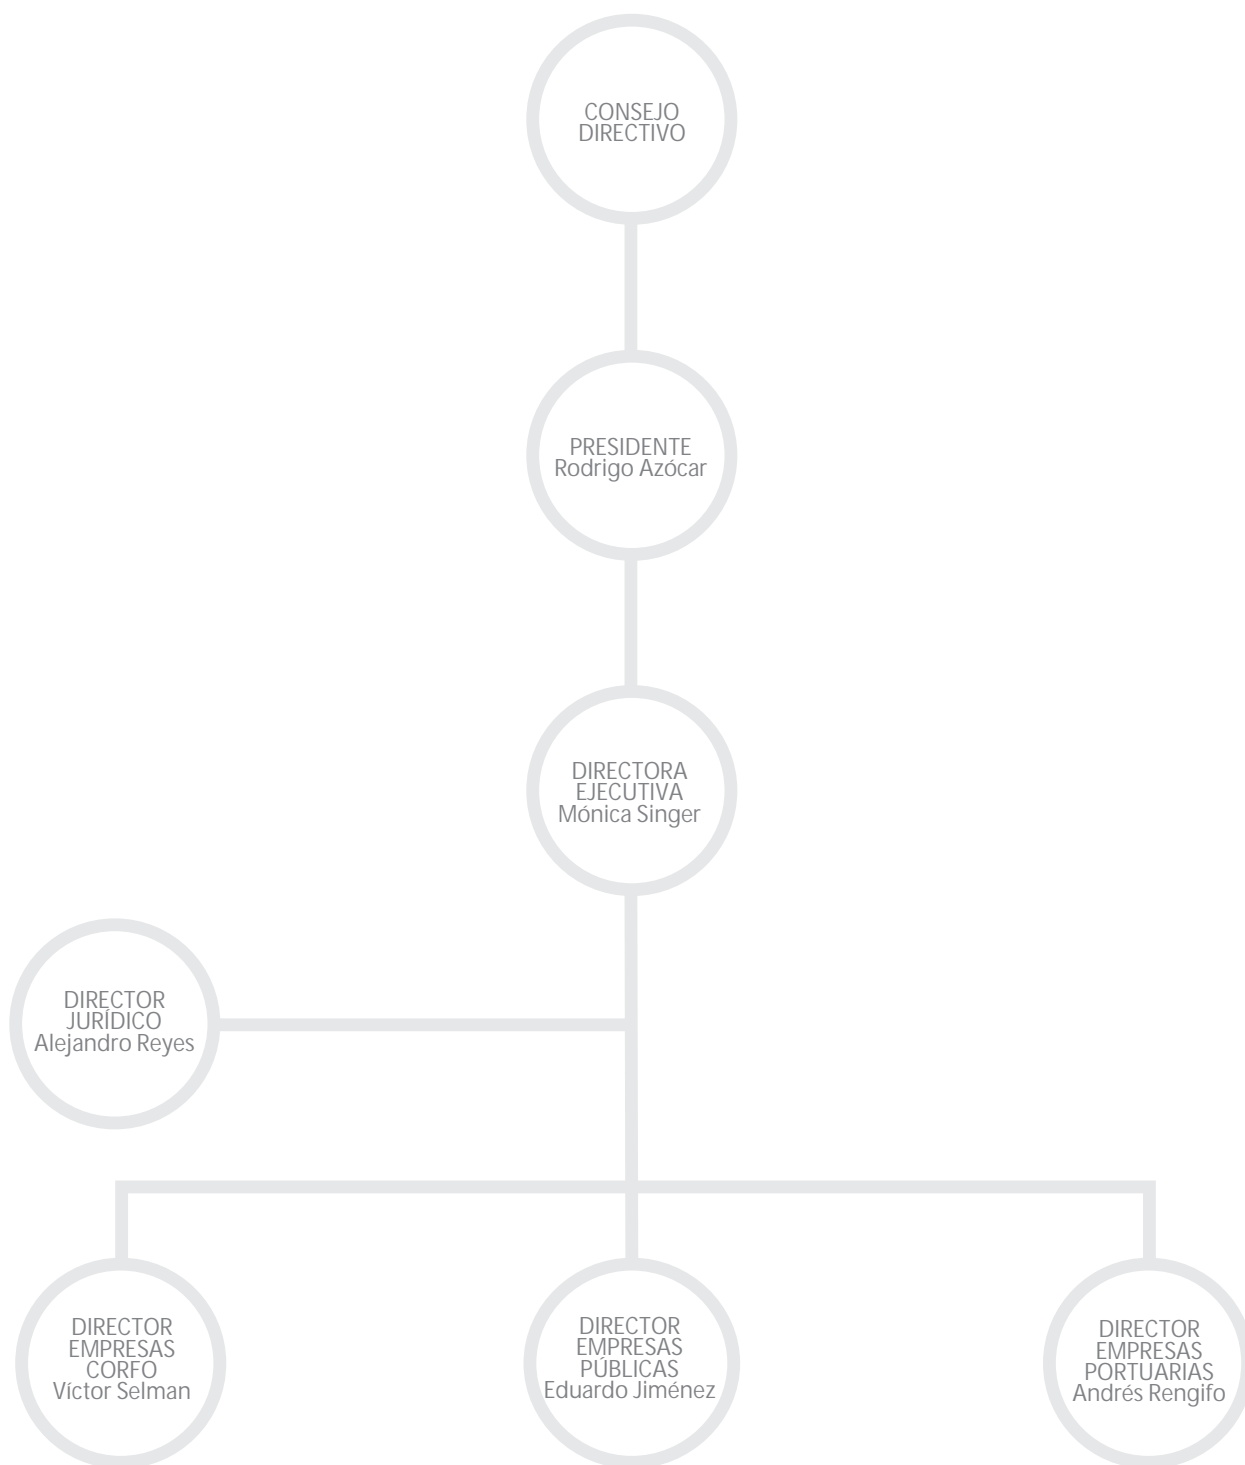 CONSEJO
DIRECTIVO
PRESIDENTE
Rodrigo Azócar
DIRECTORA
EJECUTIVA
Mónica Singer
DIRECTOR
JURÍDICO
Alejandro Reyes
DIRECTOR
EMPRESAS
CORFO
Víctor Selman
DIRECTOR
EMPRESAS
PÚBLICAS
Eduardo Jiménez
DIRECTOR
EMPRESAS
PORTUARIAS
Andrés Rengifo